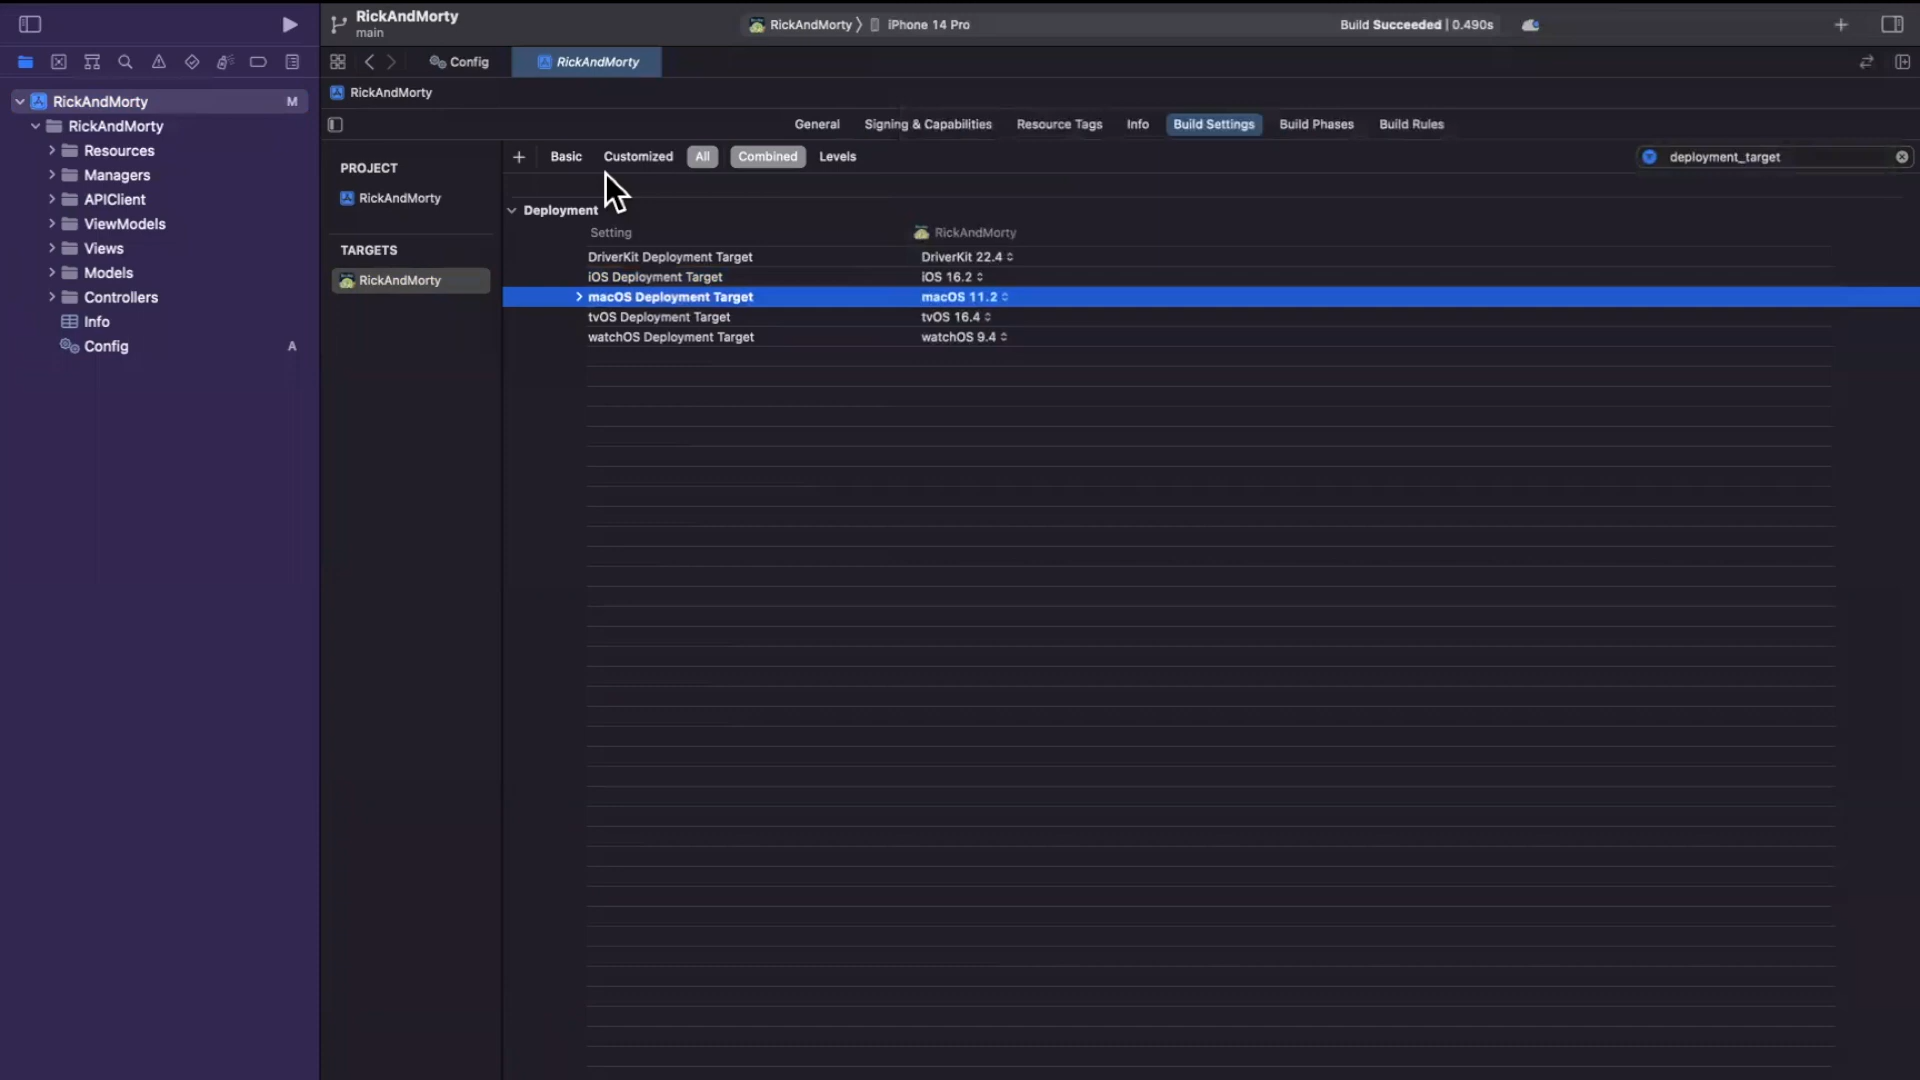 RickAndMorty
main
RickAndMorty 〉 iPhone 14 Pro
Build Succeeded | 0.490s
Config
RickAndMorty
RickAndMorty
General Signing & Capabilities Resource Tags Info Build Settings Build Phases Build Rules
Basic Customized All Combined Levels
deployment_target
RickAndMorty M
RickAndMorty
Resources
Managers
APIClient
ViewModels
Views
Models
Controllers
Info
Config A
PROJECT
RickAndMorty
TARGETS
RickAndMorty
Deployment
Setting RickAndMorty
DriverKit Deployment Target DriverKit 22.4
iOS Deployment Target iOS 16.2
macOS Deployment Target macOS 11.2
tvOS Deployment Target tvOS 16.4
watchOS Deployment Target watchOS 9.4